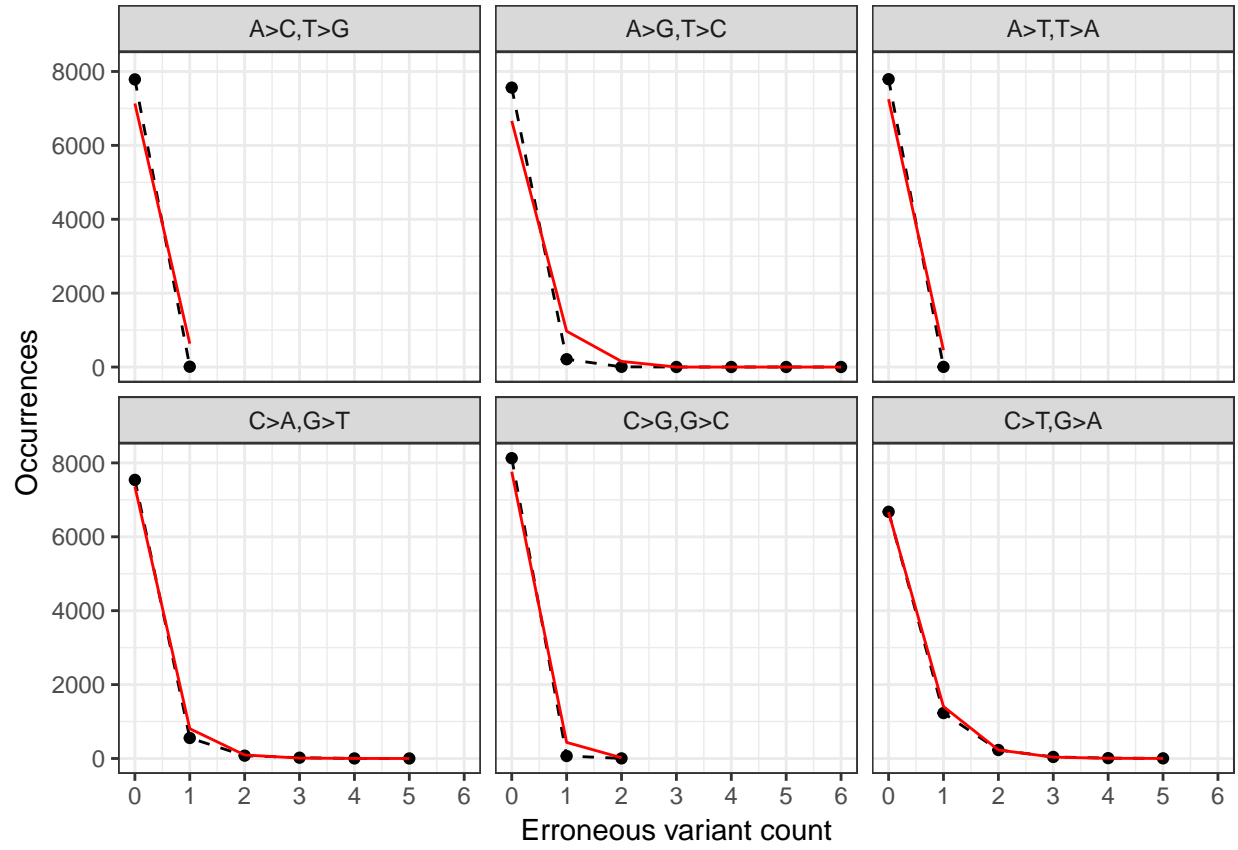 A>C,T>G
A>G,T>C
A>T,T>A
8000
6000
4000
2000
0
C>A,G>T
C>G,G>C
C>T,G>A
8000
6000
4000
2000
0
0 1 2 3 4 5 6
0 1 2 3 4 5 6
0 1 2 3 4 5 6
Occurrences
Erroneous variant count